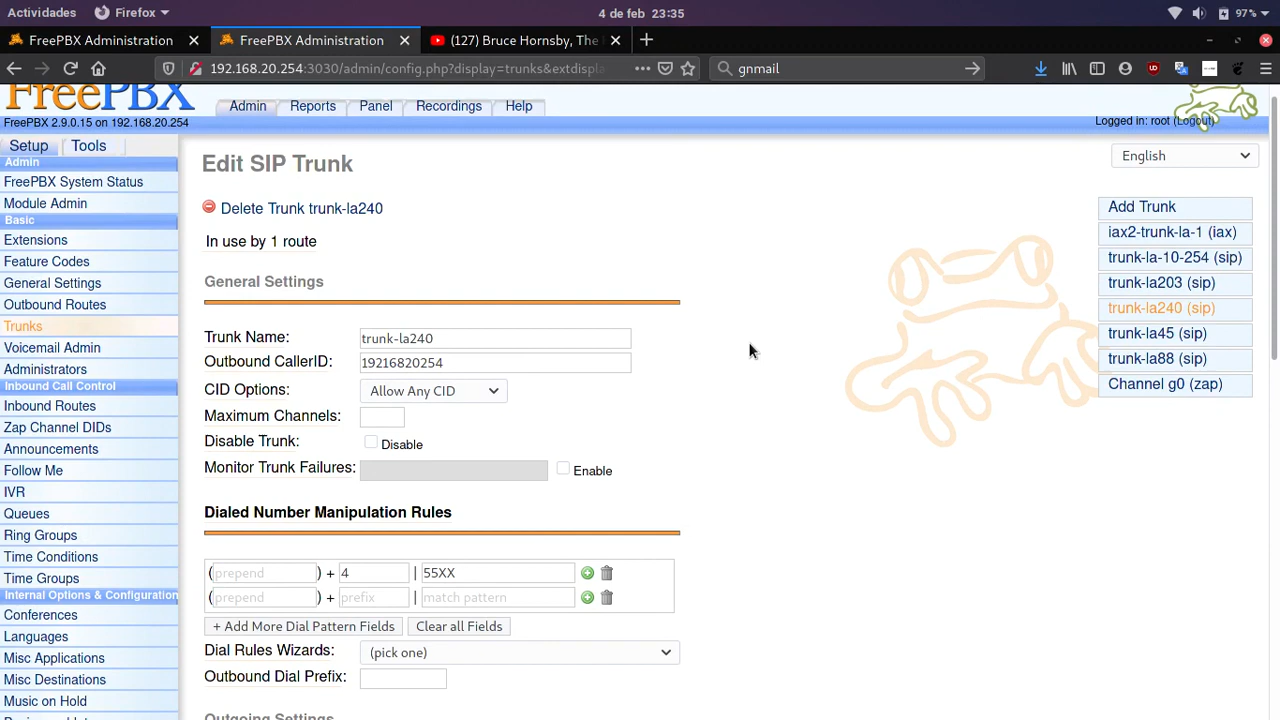 Actividades Firefox 4 de feb 23:35 97%
FreePBX Administration FreePBX Administration (127) Bruce Hornsby, The
192.168.20.254:3030/admin/config.php?display=trunks&extdispla gnmail
FreePBX Admin Reports Panel Recordings Help
FreePBX 2.9.0.15 on 192.168.20.254 Logged in: root (Logout)
Setup Tools
English
Admin
FreePBX System Status
Module Admin
Basic
Extensions
Feature Codes
General Settings
Outbound Routes
Trunks
Voicemail Admin
Administrators
Inbound Call Control
Inbound Routes
Zap Channel DIDs
Announcements
Follow Me
IVR
Queues
Ring Groups
Time Conditions
Time Groups
Internal Options & Configuration
Conferences
Languages
Misc Applications
Misc Destinations
Music on Hold
Edit SIP Trunk
Delete Trunk trunk-la240
In use by 1 route
General Settings
Trunk Name: trunk-la240
Outbound CallerID: 19216820254
CID Options: Allow Any CID
Maximum Channels:
Disable Trunk: Disable
Monitor Trunk Failures: Enable
Dialed Number Manipulation Rules
(prepend) + 4 | 55XX
(prepend) + prefix | match pattern
+ Add More Dial Pattern Fields Clear all Fields
Dial Rules Wizards: (pick one)
Outbound Dial Prefix:
Outgoing Settings
Add Trunk
iax2-trunk-la-1 (iax)
trunk-la-10-254 (sip)
trunk-la203 (sip)
trunk-la240 (sip)
trunk-la45 (sip)
trunk-la88 (sip)
Channel g0 (zap)